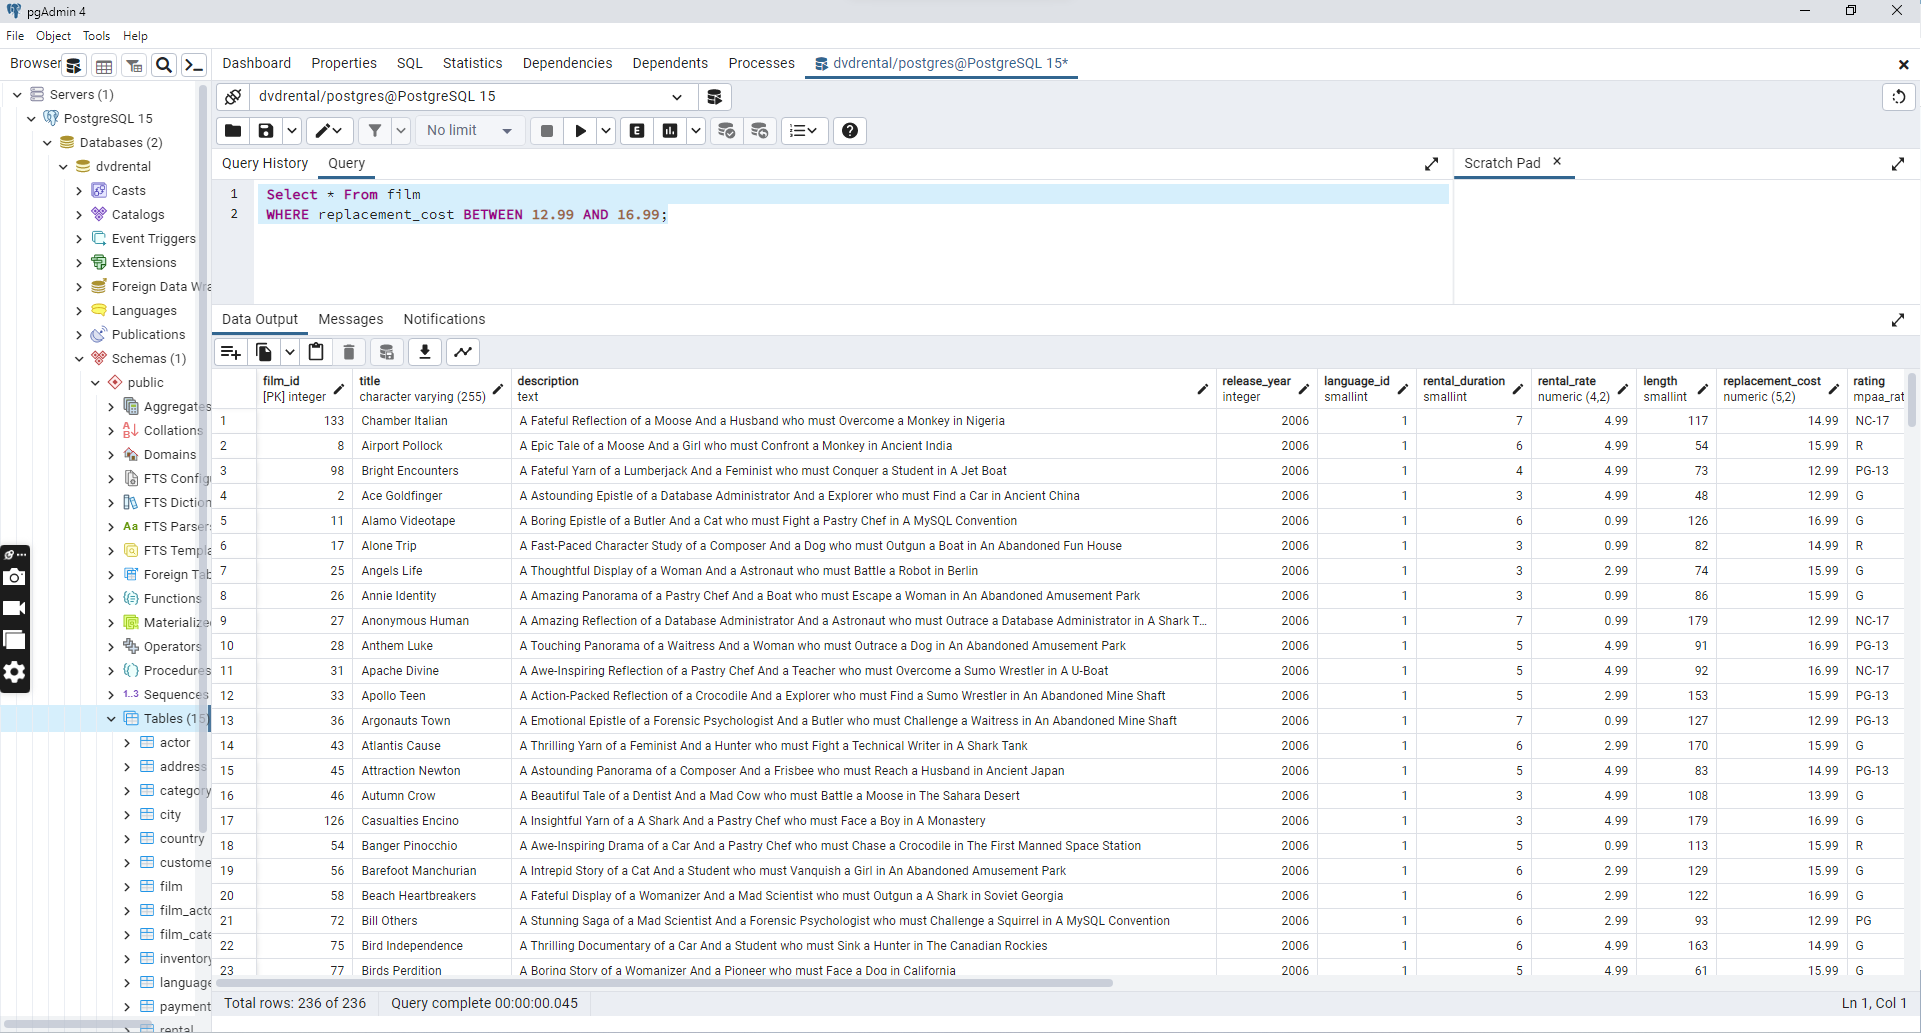 pgAdmin 4
File Object Tools Help
Browser
Dashboard Properties SQL Statistics Dependencies Dependents Processes dvdrental/postgres@PostgreSQL 15*
dvdrental/postgres@PostgreSQL 15
No limit
Query History Query
Scratch Pad
1 Select * From film
2 WHERE replacement_cost BETWEEN 12.99 AND 16.99;
Servers (1)
PostgreSQL 15
Databases (2)
dvdrental
Casts
Catalogs
Event Triggers
Extensions
Foreign Data Wra
Languages
Publications
Schemas (1)
public
Aggregates
Collations
Domains
FTS Config
FTS Diction
Aa FTS Parsers
FTS Templa
Foreign Tab
Functions
Materialize
Operators
Procedures
1..3 Sequences
Tables (15)
actor
address
category
city
country
custome
film
film_acto
film_cate
inventory
language
payment
rental
Data Output Messages Notifications
film_id title description release_year language_id rental_duration rental_rate length replacement_cost rating
[PK] integer character varying (255) text integer smallint smallint numeric (4,2) smallint numeric (5,2) mpaa_rat
1 133 Chamber Italian A Fateful Reflection of a Moose And a Husband who must Overcome a Monkey in Nigeria 2006 1 7 4.99 117 14.99 NC-17
2 8 Airport Pollock A Epic Tale of a Moose And a Girl who must Confront a Monkey in Ancient India 2006 1 6 4.99 54 15.99 R
3 98 Bright Encounters A Fateful Yarn of a Lumberjack And a Feminist who must Conquer a Student in A Jet Boat 2006 1 4 4.99 73 12.99 PG-13
4 2 Ace Goldfinger A Astounding Epistle of a Database Administrator And a Explorer who must Find a Car in Ancient China 2006 1 3 4.99 48 12.99 G
5 11 Alamo Videotape A Boring Epistle of a Butler And a Cat who must Fight a Pastry Chef in A MySQL Convention 2006 1 6 0.99 126 16.99 G
6 17 Alone Trip A Fast-Paced Character Study of a Composer And a Dog who must Outgun a Boat in An Abandoned Fun House 2006 1 3 0.99 82 14.99 R
7 25 Angels Life A Thoughtful Display of a Woman And a Astronaut who must Battle a Robot in Berlin 2006 1 3 2.99 74 15.99 G
8 26 Annie Identity A Amazing Panorama of a Pastry Chef And a Boat who must Escape a Woman in An Abandoned Amusement Park 2006 1 3 0.99 86 15.99 G
9 27 Anonymous Human A Amazing Reflection of a Database Administrator And a Astronaut who must Outrace a Database Administrator in A Shark T... 2006 1 7 0.99 179 12.99 NC-17
10 28 Anthem Luke A Touching Panorama of a Waitress And a Woman who must Outrace a Dog in An Abandoned Amusement Park 2006 1 5 4.99 91 16.99 PG-13
11 31 Apache Divine A Awe-Inspiring Reflection of a Pastry Chef And a Teacher who must Overcome a Sumo Wrestler in A U-Boat 2006 1 5 4.99 92 16.99 NC-17
12 33 Apollo Teen A Action-Packed Reflection of a Crocodile And a Explorer who must Find a Sumo Wrestler in An Abandoned Mine Shaft 2006 1 5 2.99 153 15.99 PG-13
13 36 Argonauts Town A Emotional Epistle of a Forensic Psychologist And a Butler who must Challenge a Waitress in An Abandoned Mine Shaft 2006 1 7 0.99 127 12.99 PG-13
14 43 Atlantis Cause A Thrilling Yarn of a Feminist And a Hunter who must Fight a Technical Writer in A Shark Tank 2006 1 6 2.99 170 15.99 G
15 45 Attraction Newton A Astounding Panorama of a Composer And a Frisbee who must Reach a Husband in Ancient Japan 2006 1 5 4.99 83 14.99 PG-13
16 46 Autumn Crow A Beautiful Tale of a Dentist And a Mad Cow who must Battle a Moose in The Sahara Desert 2006 1 3 4.99 108 13.99 G
17 126 Casualties Encino A Insightful Yarn of a A Shark And a Pastry Chef who must Face a Boy in A Monastery 2006 1 3 4.99 179 16.99 G
18 54 Banger Pinocchio A Awe-Inspiring Drama of a Car And a Pastry Chef who must Chase a Crocodile in The First Manned Space Station 2006 1 5 0.99 113 15.99 R
19 56 Barefoot Manchurian A Intrepid Story of a Cat And a Student who must Vanquish a Girl in An Abandoned Amusement Park 2006 1 6 2.99 129 15.99 G
20 58 Beach Heartbreakers A Fateful Display of a Womanizer And a Mad Scientist who must Outgun a A Shark in Soviet Georgia 2006 1 6 2.99 122 16.99 G
21 72 Bill Others A Stunning Saga of a Mad Scientist And a Forensic Psychologist who must Challenge a Squirrel in A MySQL Convention 2006 1 6 2.99 93 12.99 PG
22 75 Bird Independence A Thrilling Documentary of a Car And a Student who must Sink a Hunter in The Canadian Rockies 2006 1 6 4.99 163 14.99 G
23 77 Birds Perdition A Boring Story of a Womanizer And a Pioneer who must Face a Dog in California 2006 1 5 4.99 61 15.99 G
Total rows: 236 of 236 Query complete 00:00:00.045 Ln 1, Col 1